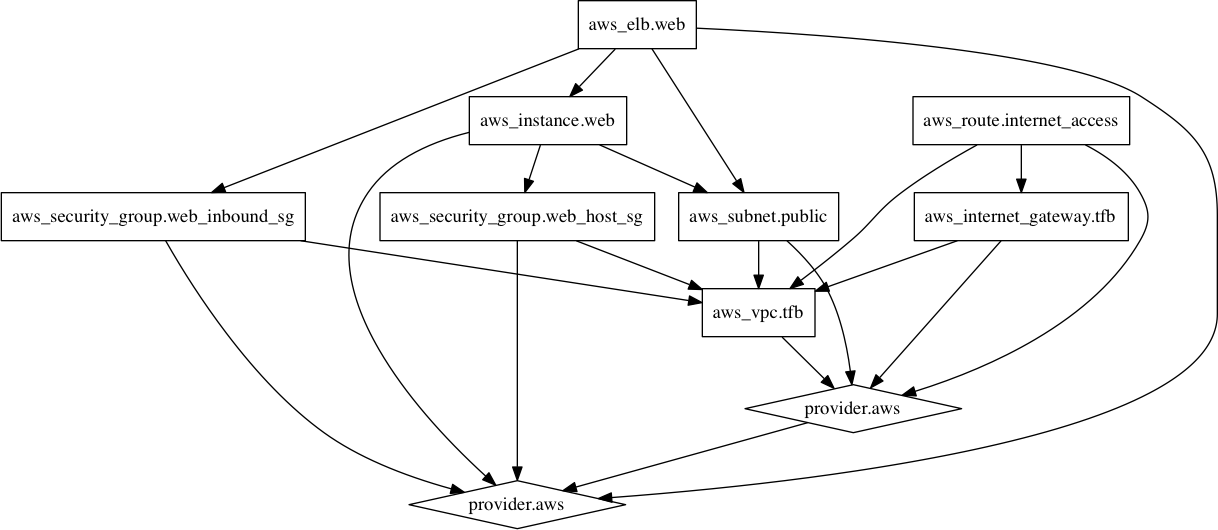 aws_elb.web
aws_instance.web
aws_route.internet_access
aws_security_group.web_inbound_sg
aws_security_group.web_host_sg
aws_subnet.public
aws_internet_gateway.tfb
aws_vpc.tfb
provider.aws
provider.aws